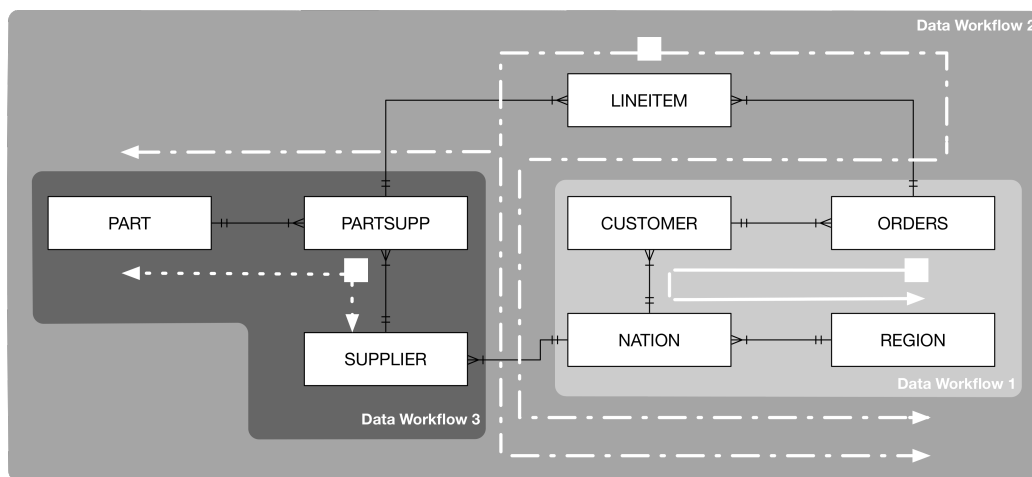 Data Workflow 2
LINEITEM
PART
PARTSUPP
CUSTOMER
ORDERS
SUPPLIER
NATION
REGION
Data Workflow 1
Data Workflow 3